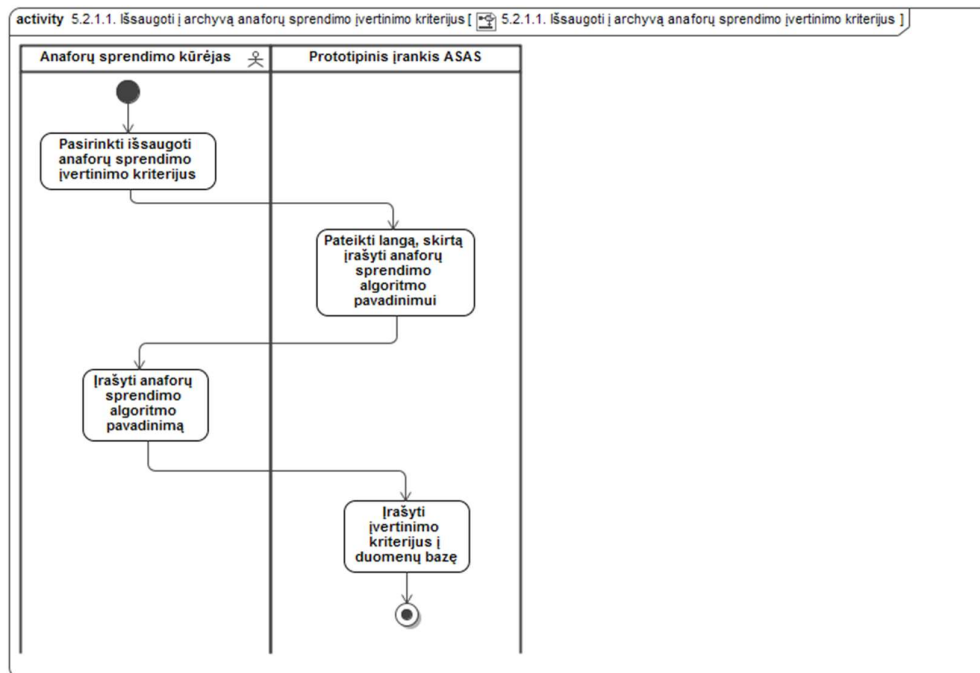 activity 5.2.1.1. Išsaugoti į archyvą anaforų sprendimo įvertinimo kriterijus [ 5.2.1.1. Išsaugoti į archyvą anaforų sprendimo įvertinimo kriterijus ]
Anaforų sprendimo kūrėjas
Prototipinis įrankis ASAS
Pasirinkti išsaugoti
anaforų sprendimo
įvertinimo kriterijus
Pateikti langą, skirtą
įrašyti anaforų
sprendimo
algoritmo
pavadinimui
Įrašyti anaforų
sprendimo
algoritmo
pavadinimą
Įrašyti
įvertinimo
kriterijus į
duomenų bazę